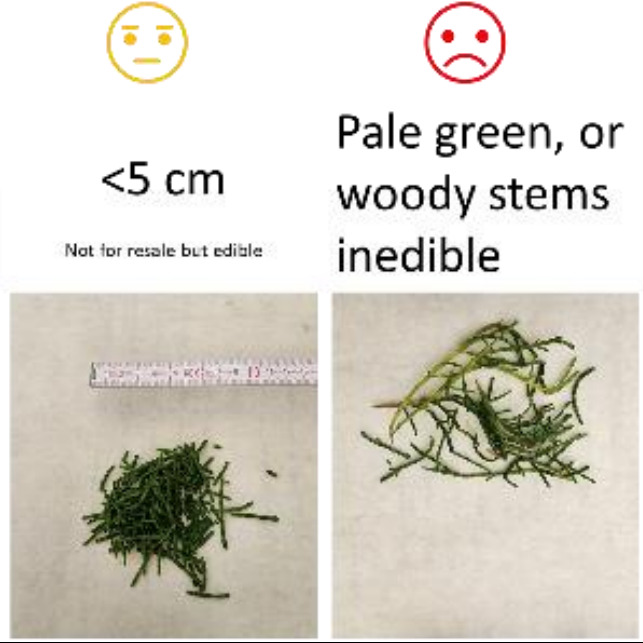 <5 cm
Not for resale but edible
Pale green, or
woody stems
inedible